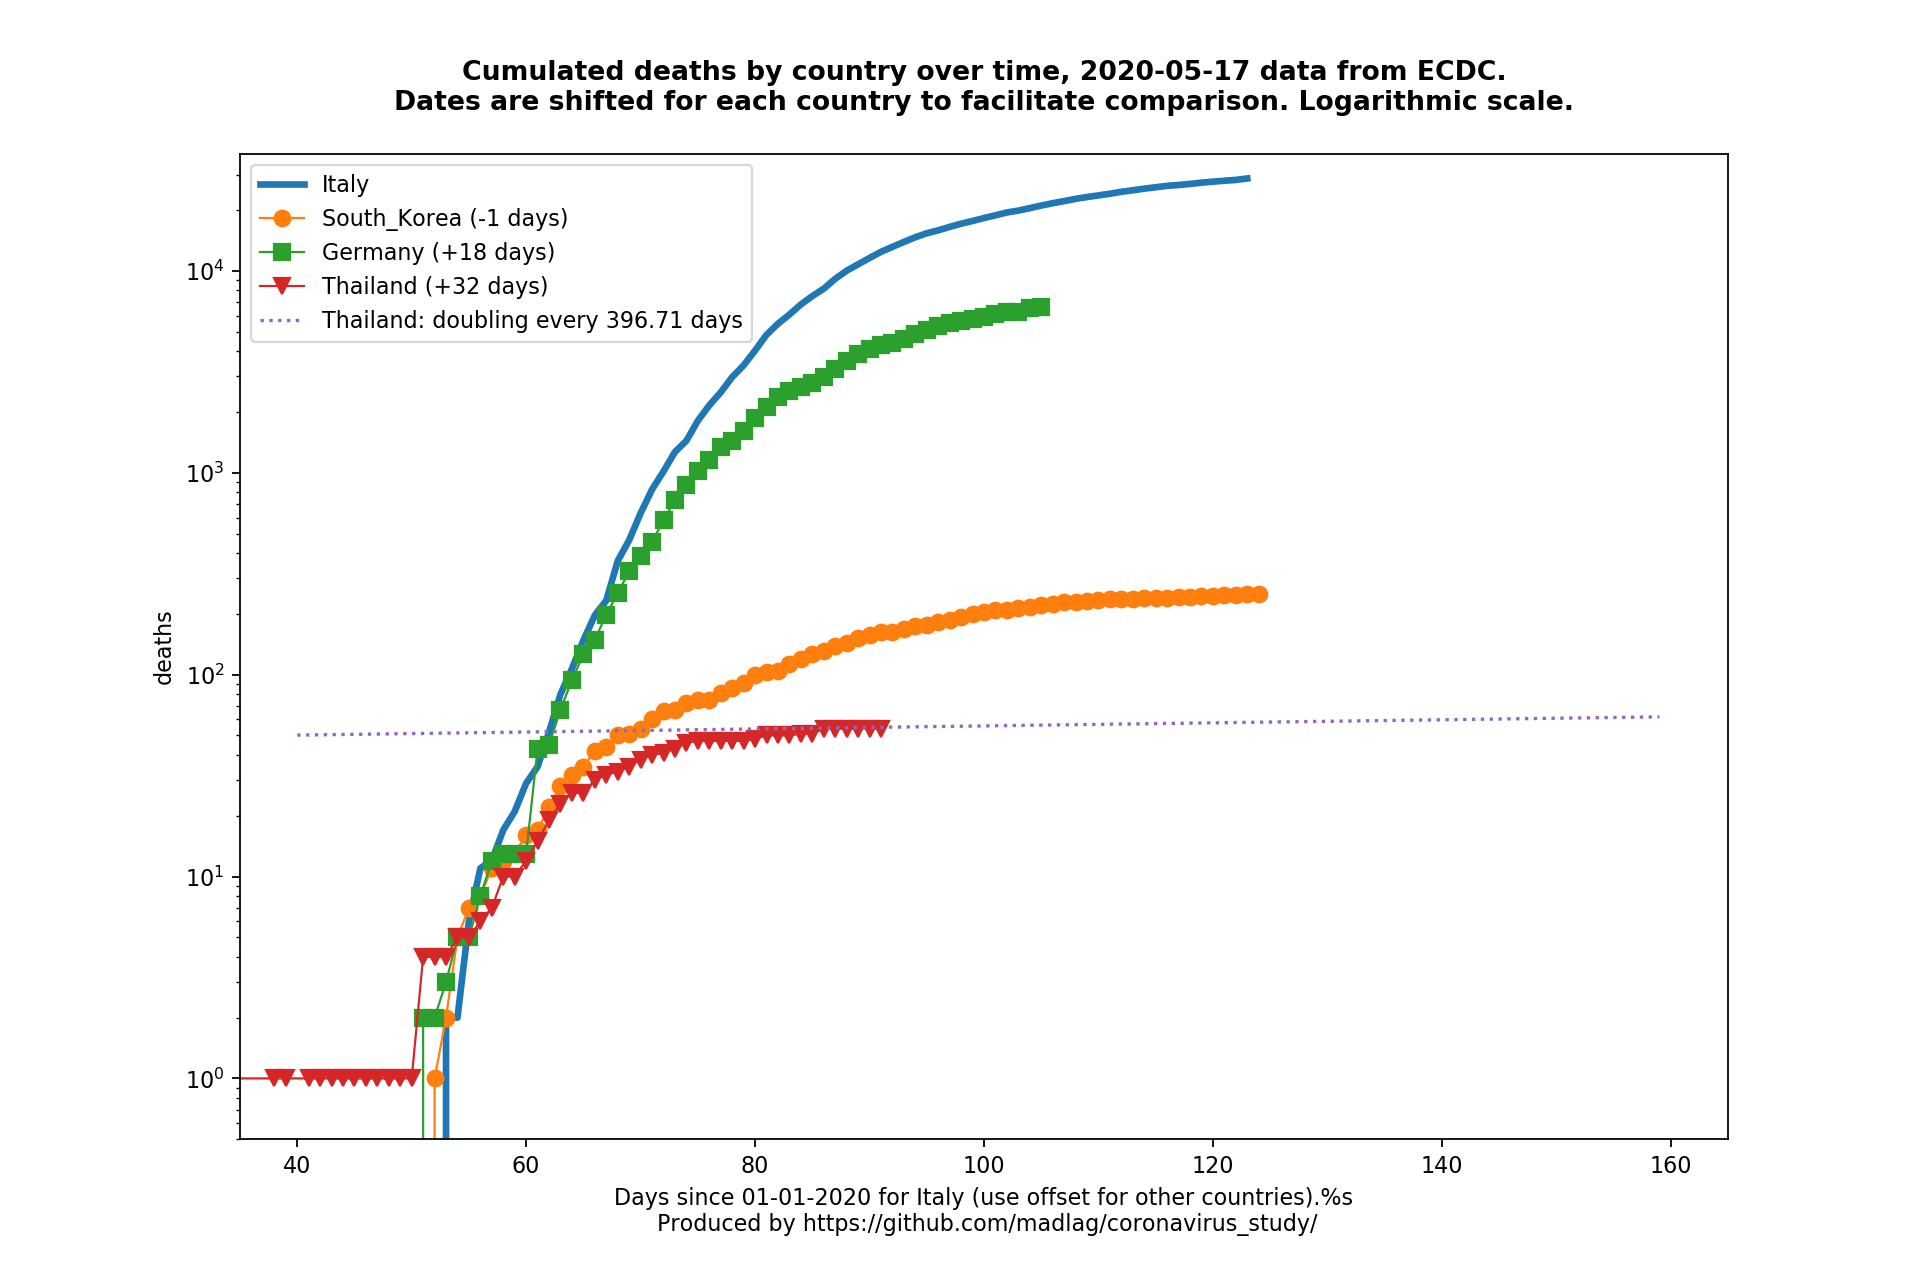 Cumulated deaths by country over time, 2020-05-17 data from ECDC.
Dates are shifted for each country to facilitate comparison. Logarithmic scale.
Italy
South_Korea (-1 days)
Germany (+18 days)
Thailand (+32 days)
Thailand: doubling every 396.71 days
deaths
10⁴
10³
10²
10¹
10⁰
40 60 80 100 120 140 160
Days since 01-01-2020 for Italy (use offset for other countries).%s
Produced by https://github.com/madlag/coronavirus_study/